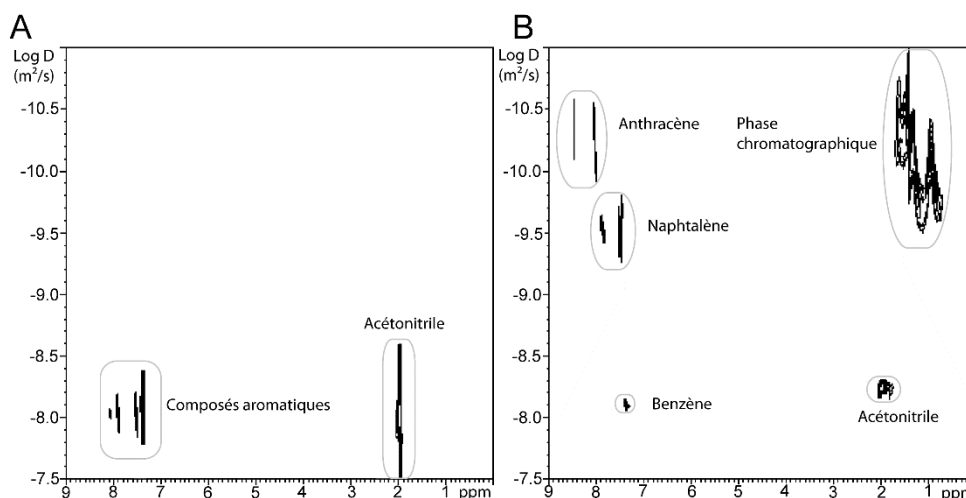 A
Log D
(m²/s)
-10.5
-10.0
-9.5
-9.0
-8.5
-8.0
-7.5
Acétonitrile
Composés aromatiques
9 8 7 6 5 4 3 2 1 ppm
B
Log D
(m²/s)
-10.5
-10.0
-9.5
-9.0
-8.5
-8.0
-7.5
Anthracène
Phase
chromatographique
Naphtalène
Benzène
Acétonitrile
9 8 7 6 5 4 3 2 1 ppm